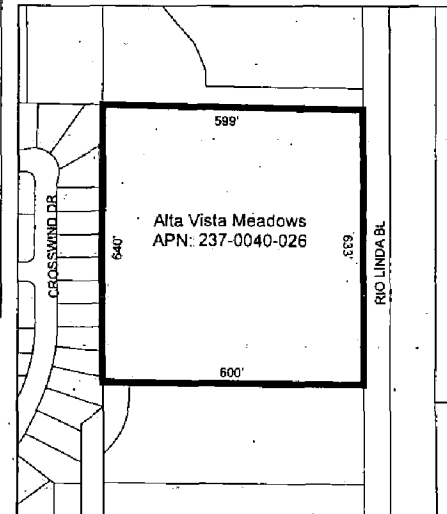 599'
Alta Vista Meadows
APN: 237-0040-026
CROSSWIND DR
640'
633'
RIO LINDA BL
600'